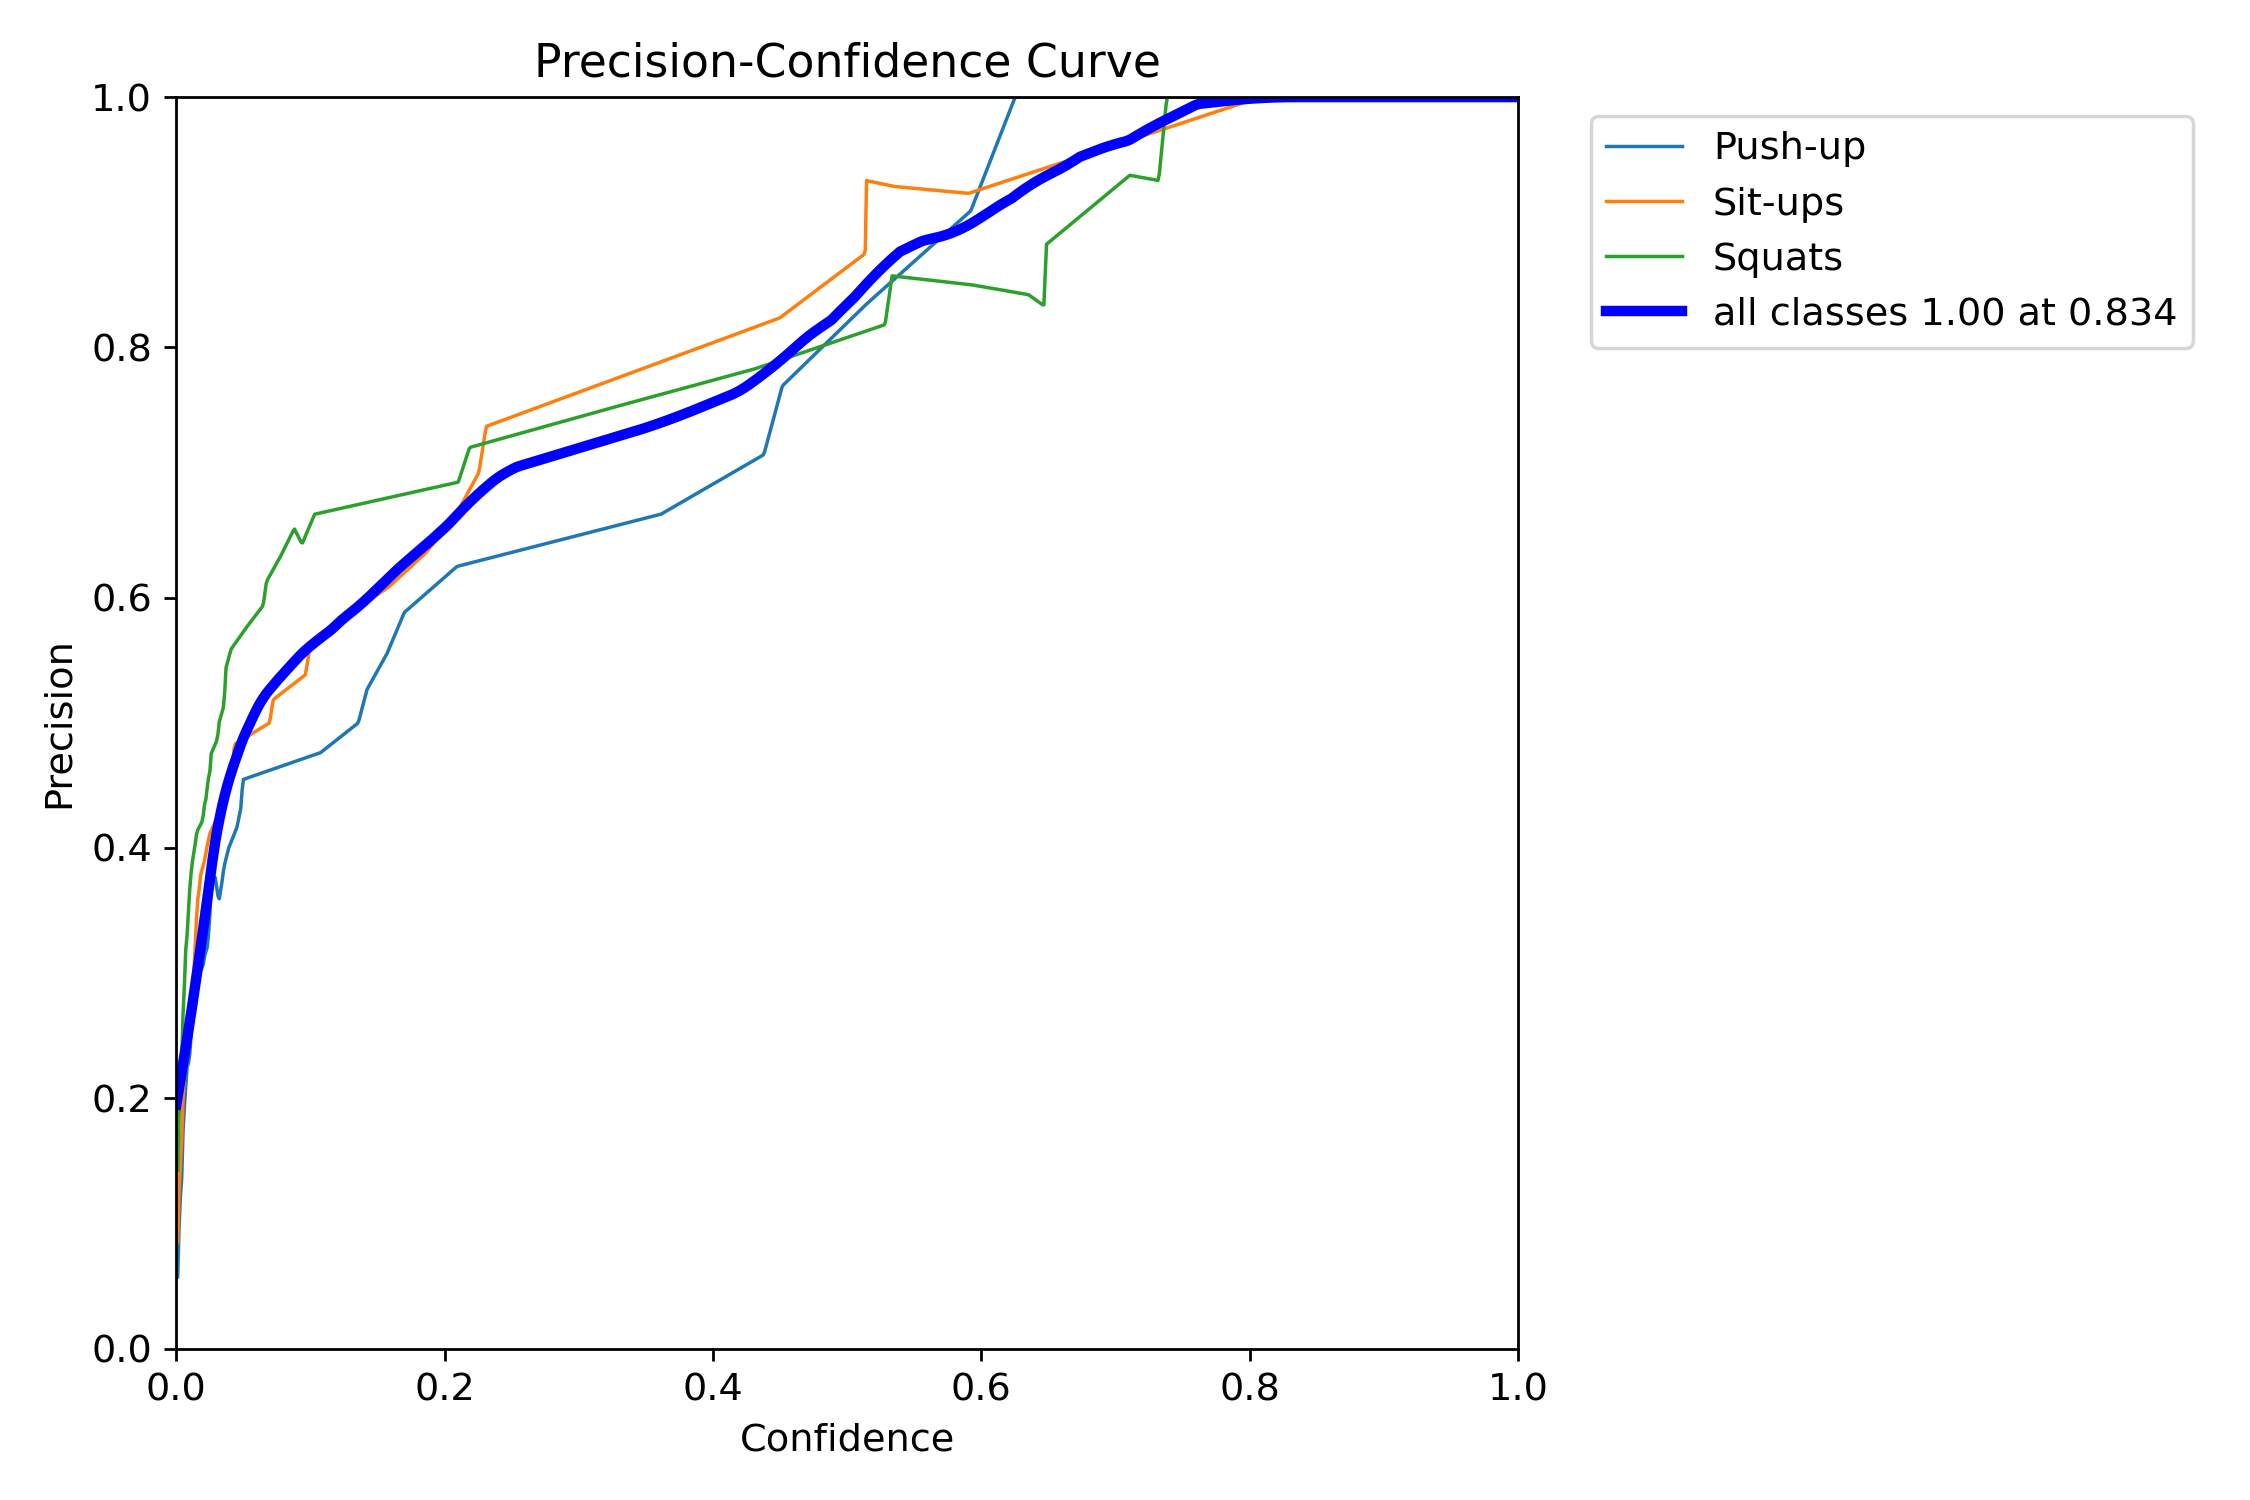 Precision-Confidence Curve
1.0
0.8
0.6
0.4
0.2
0.0
Precision
0.0 0.2 0.4 0.6 0.8 1.0
Confidence
Push-up
Sit-ups
Squats
all classes 1.00 at 0.834